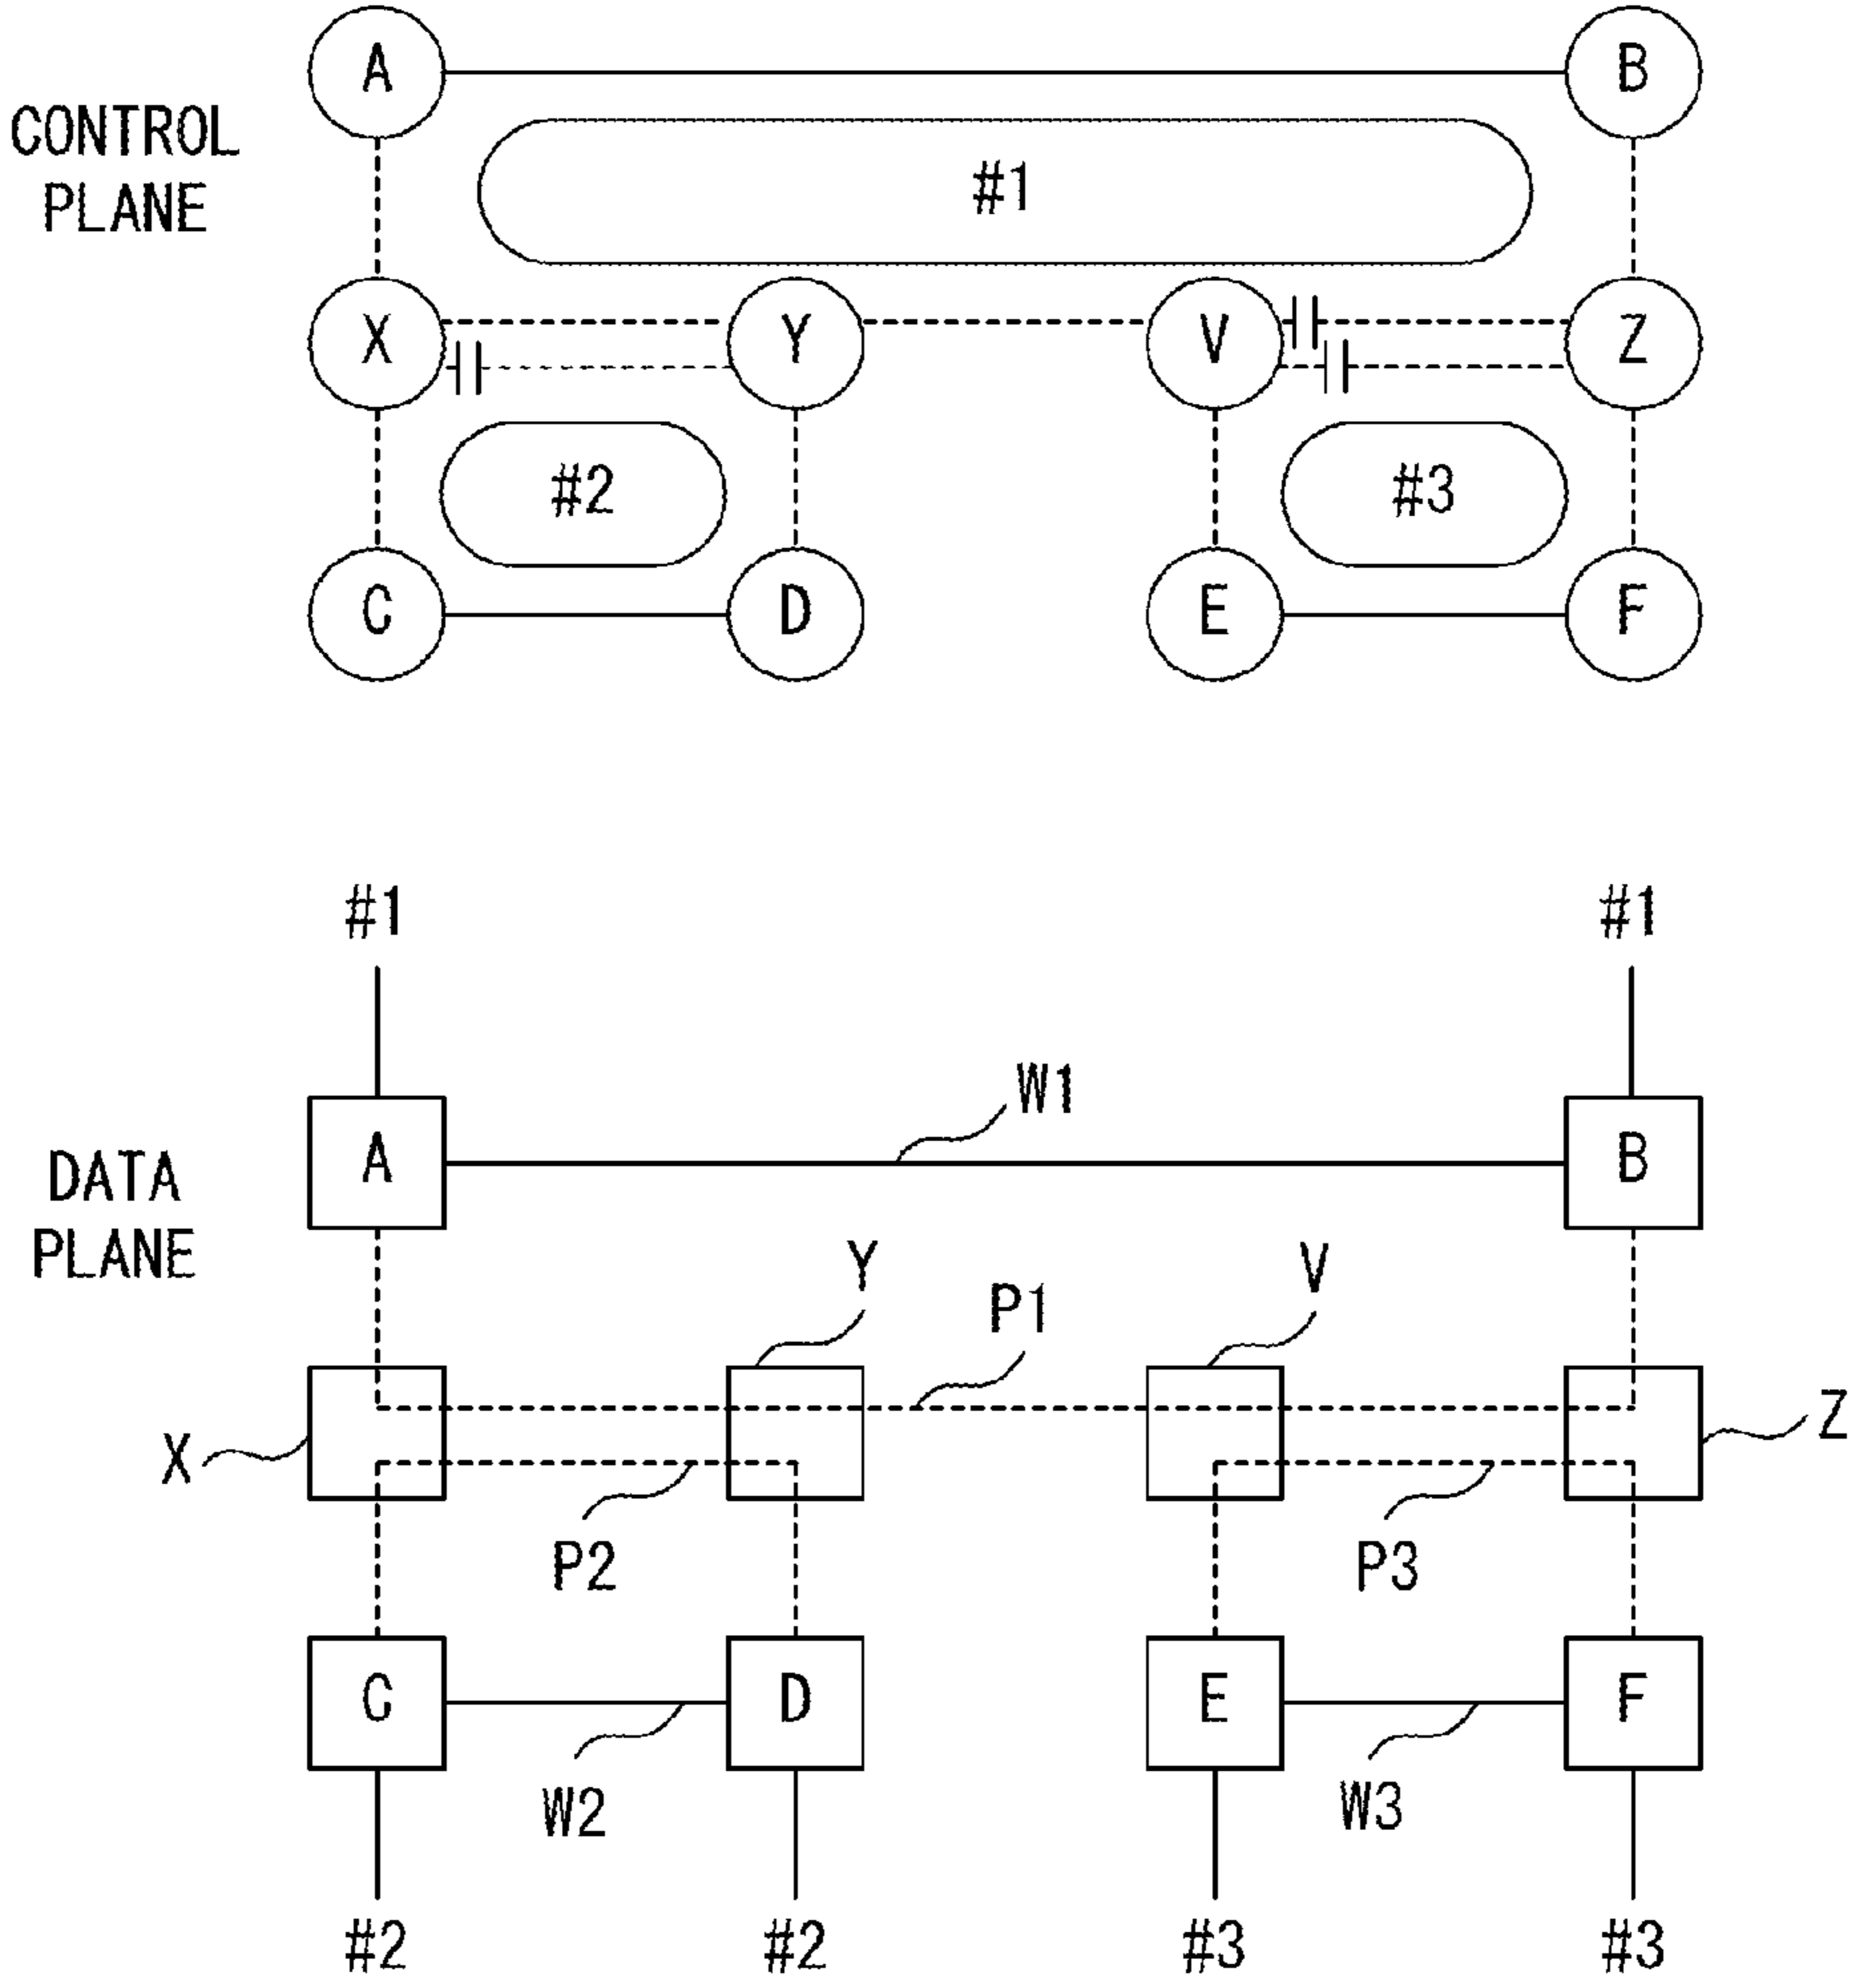 A B
CONTROL
PLANE
#1
X Y V Z
#2 #3
C D E F
#1 #1
W1
A B
DATA
PLANE
Y V
P1
X Z
P2 P3
C D E F
W2 W3
#2 #2 #3 #3